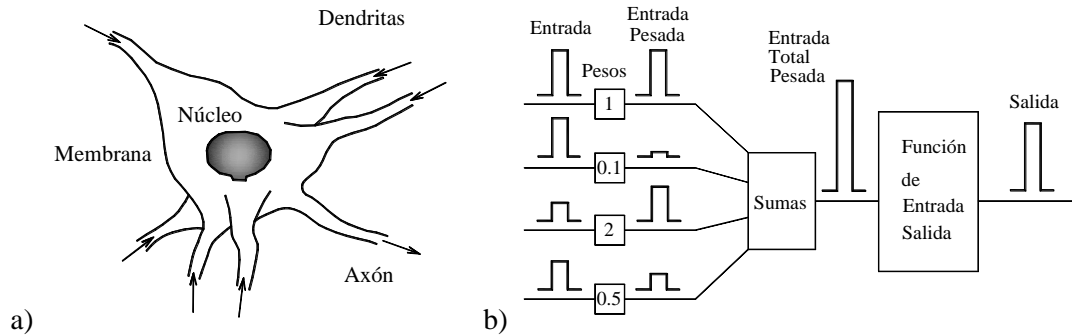 Dendritas
Núcleo
Membrana
Axón
a)
Entrada
Entrada
Pesada
Pesos
1
0.1
2
0.5
Sumas
Entrada
Total
Pesada
Función
de
Entrada
Salida
Salida
b)